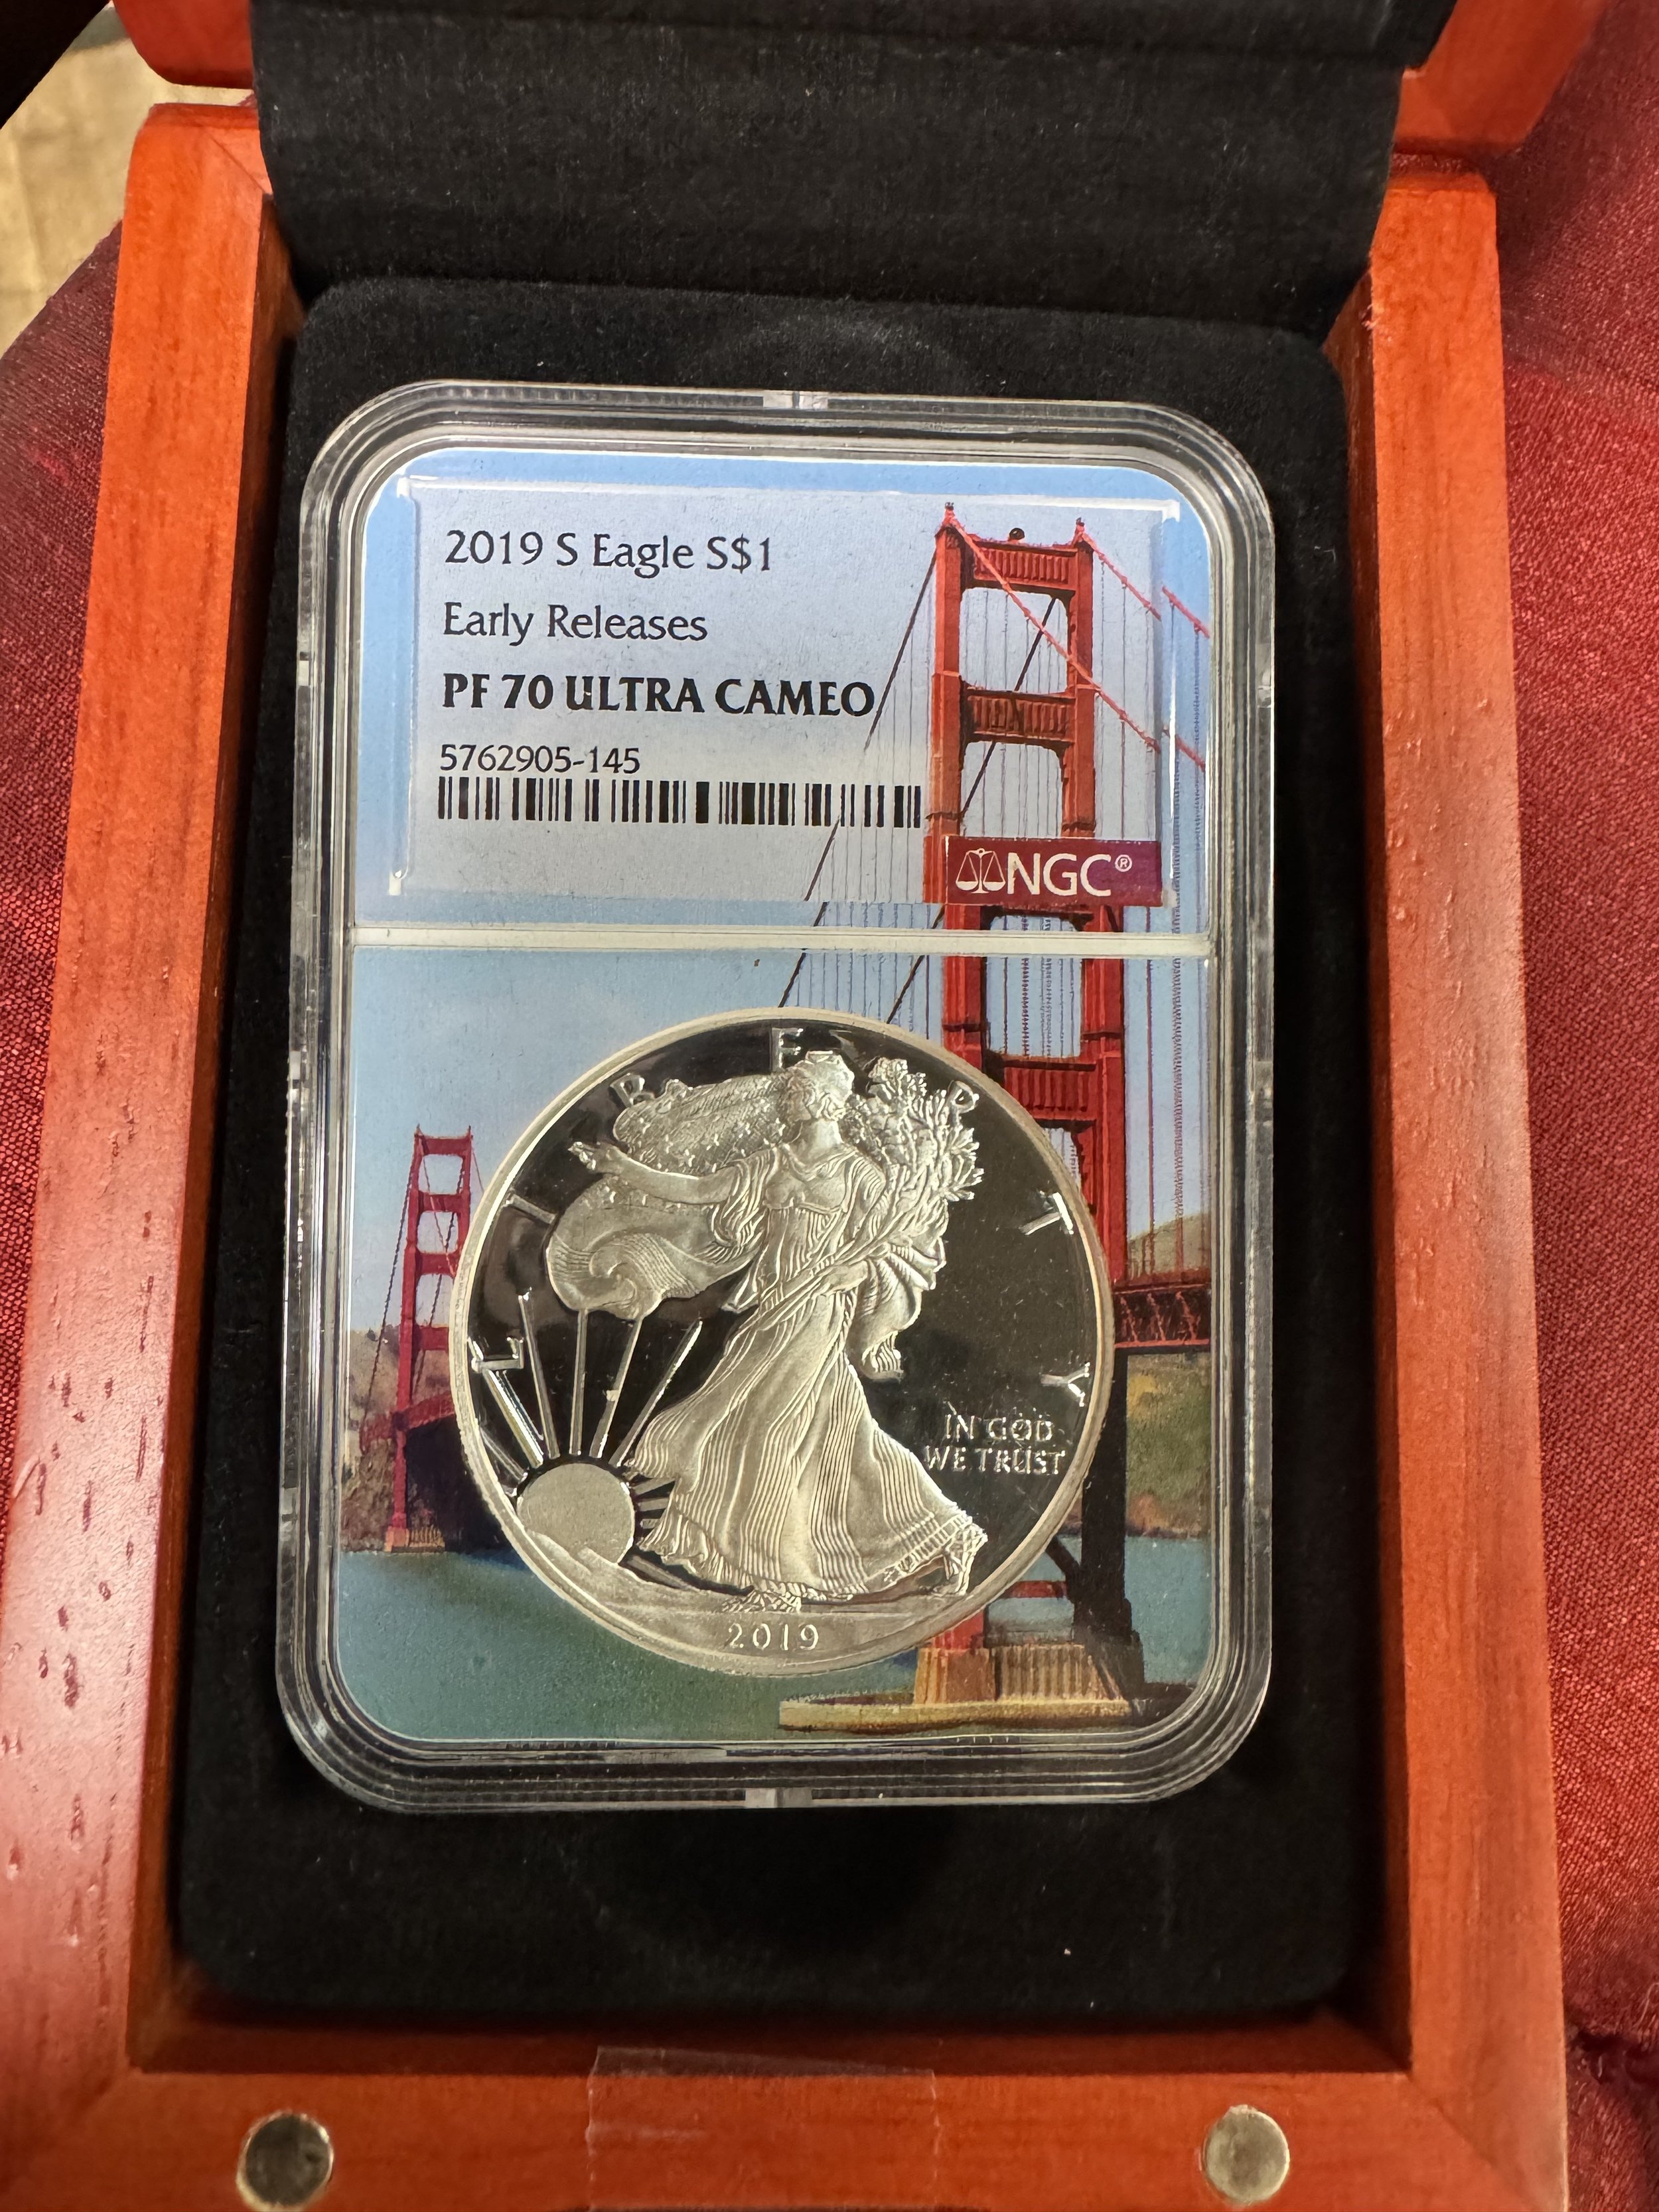 2019 S Eagle S$1
Early Releases
PF 70 ULTRA CAMEO
5762905-145
NGC®
LIBERTY
IN GOD
WE TRUST
2019